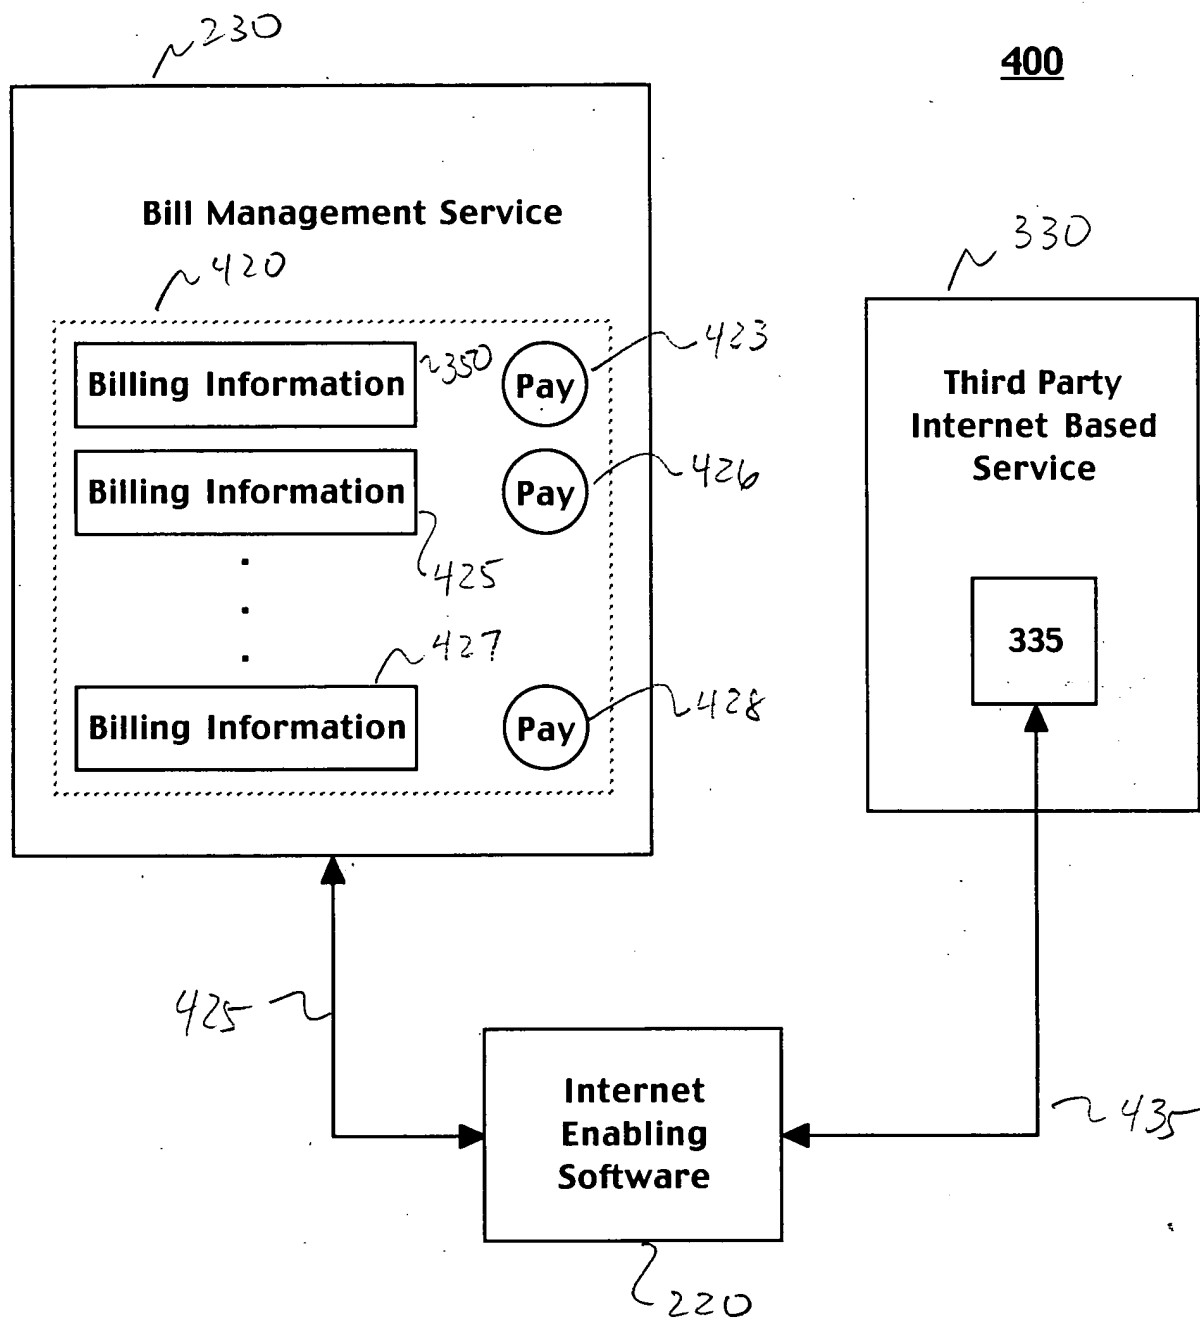 230
400
Bill Management Service
420
330
Billing Information
350
Pay
423
Third Party
Internet Based
Service
Billing Information
Pay
426
425
335
427
Billing Information
Pay
428
425
Internet
Enabling
Software
435
220